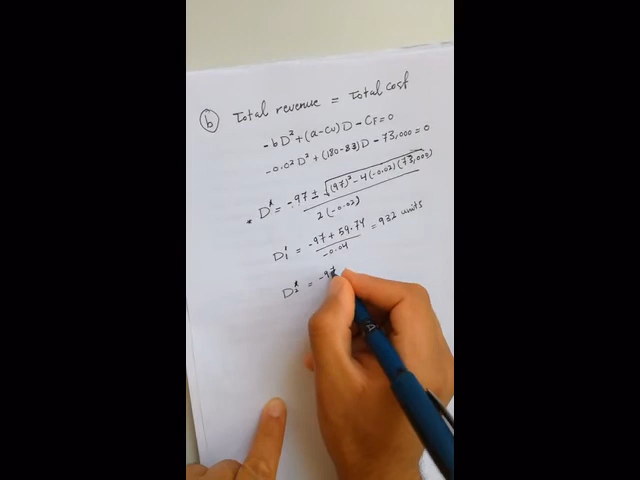 b Total revenue = Total cost
-bD² + (a-Cv)D - CF = 0
-0.02D² + (180-83)D - 73,000 = 0
* D* = -97 ± √(97)² - 4(-0.02)(73,000)
2(-0.02)
D₁* = -97 + 59.74 = 932 units
-0.04
D₂* = -97